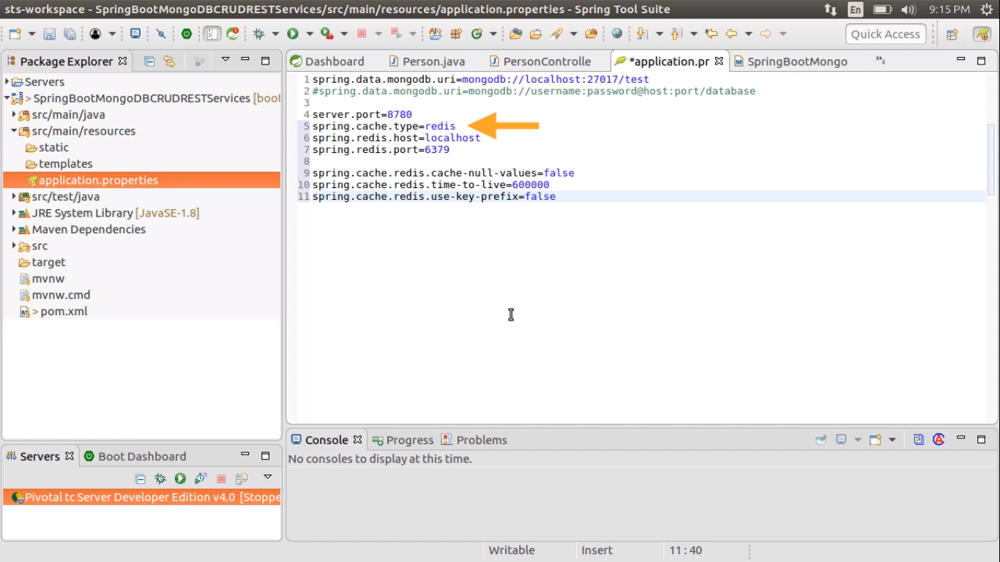 sts-workspace - SpringBootMongoDBCRUDRESTServices/src/main/resources/application.properties - Spring Tool Suite
En
9:15 PM
Quick Access
Package Explorer
Servers
> SpringBootMongoDBCRUDRESTServices [boot
src/main/java
src/main/resources
static
templates
application.properties
src/test/java
JRE System Library [JavaSE-1.8]
Maven Dependencies
src
target
mvnw
mvnw.cmd
> pom.xml
Dashboard
Person.java
PersonControlle
*application.pr
SpringBootMongo
»4
1 spring.data.mongodb.uri=mongodb://localhost:27017/test
2 #spring.data.mongodb.uri=mongodb://username:password@host:port/database
3
4 server.port=8780
5 spring.cache.type=redis
6 spring.redis.host=localhost
7 spring.redis.port=6379
8
9 spring.cache.redis.cache-null-values=false
10 spring.cache.redis.time-to-live=600000
11 spring.cache.redis.use-key-prefix=false
Servers
Boot Dashboard
Pivotal tc Server Developer Edition v4.0 [Stoppe
Console
Progress
Problems
No consoles to display at this time.
Writable
Insert
11 : 40